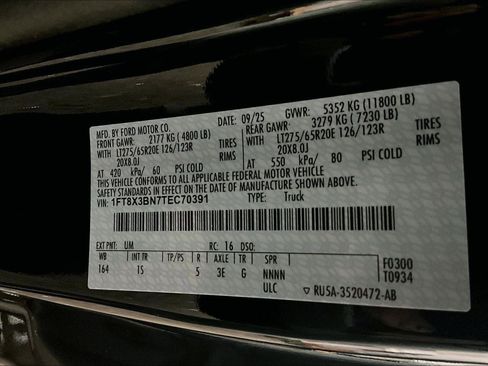 MFD. BY FORD MOTOR CO. DATE: 09/25 GVWR: 5352 KG (11800 LB)
FRONT GAWR: 2177 KG (4800 LB) REAR GAWR: 3279 KG (7230 LB)
WITH LT275/65R20E 126/123R TIRES WITH LT275/65R20E 126/123R TIRES
20X8.0J RIMS 20X8.0J RIMS
AT 420 kPa/ 60 PSI COLD AT 550 kPa/ 80 PSI COLD
THIS VEHICLE CONFORMS TO ALL APPLICABLE FEDERAL MOTOR VEHICLE
SAFETY STANDARDS IN EFFECT ON THE DATE OF MANUFACTURE SHOWN ABOVE.
VIN: 1FT8X3BN7TEC70391 TYPE: Truck
EXT PNT: UM RC: 16 DSO: F0300
WB INT TR TP/PS R AXLE TR SPR T0934
164 1S 5 3E G NNNN
ULC RU5A-3520472-AB